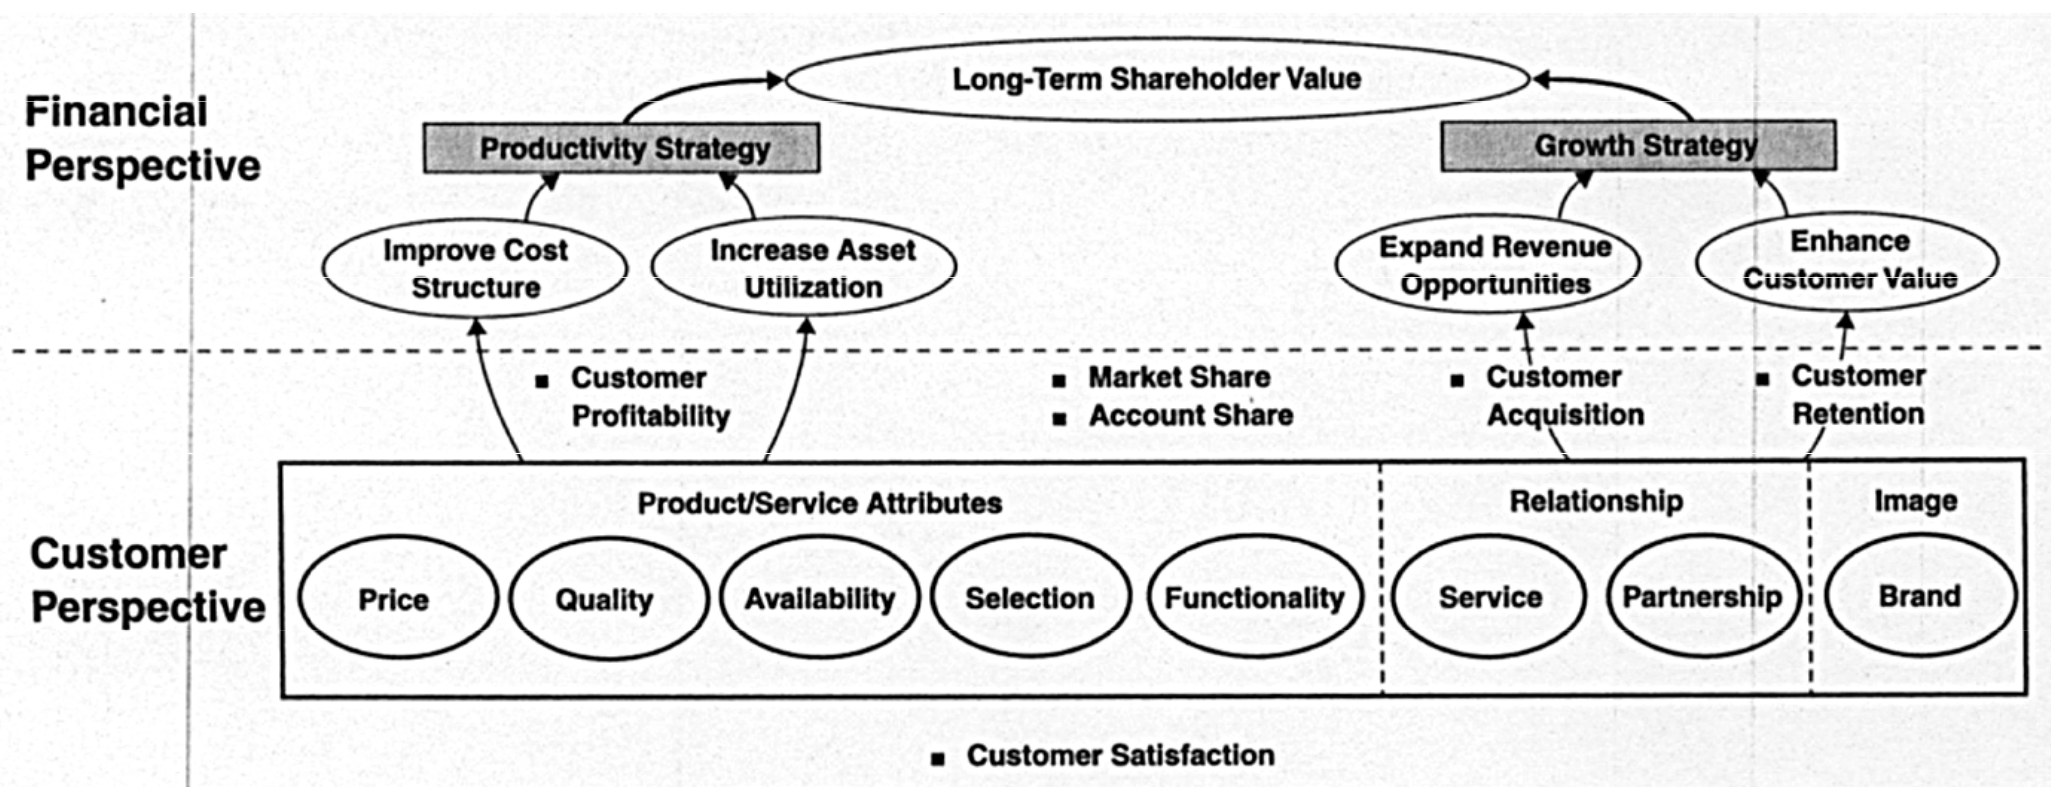 Long-Term Shareholder Value
Financial
Perspective
Productivity Strategy
Growth Strategy
Improve Cost
Structure
Increase Asset
Utilization
Expand Revenue
Opportunities
Enhance
Customer Value
▪ Customer
Profitability
▪ Market Share
▪ Account Share
▪ Customer
Acquisition
▪ Customer
Retention
Customer
Perspective
Product/Service Attributes
Relationship
Image
Price
Quality
Availability
Selection
Functionality
Service
Partnership
Brand
▪ Customer Satisfaction